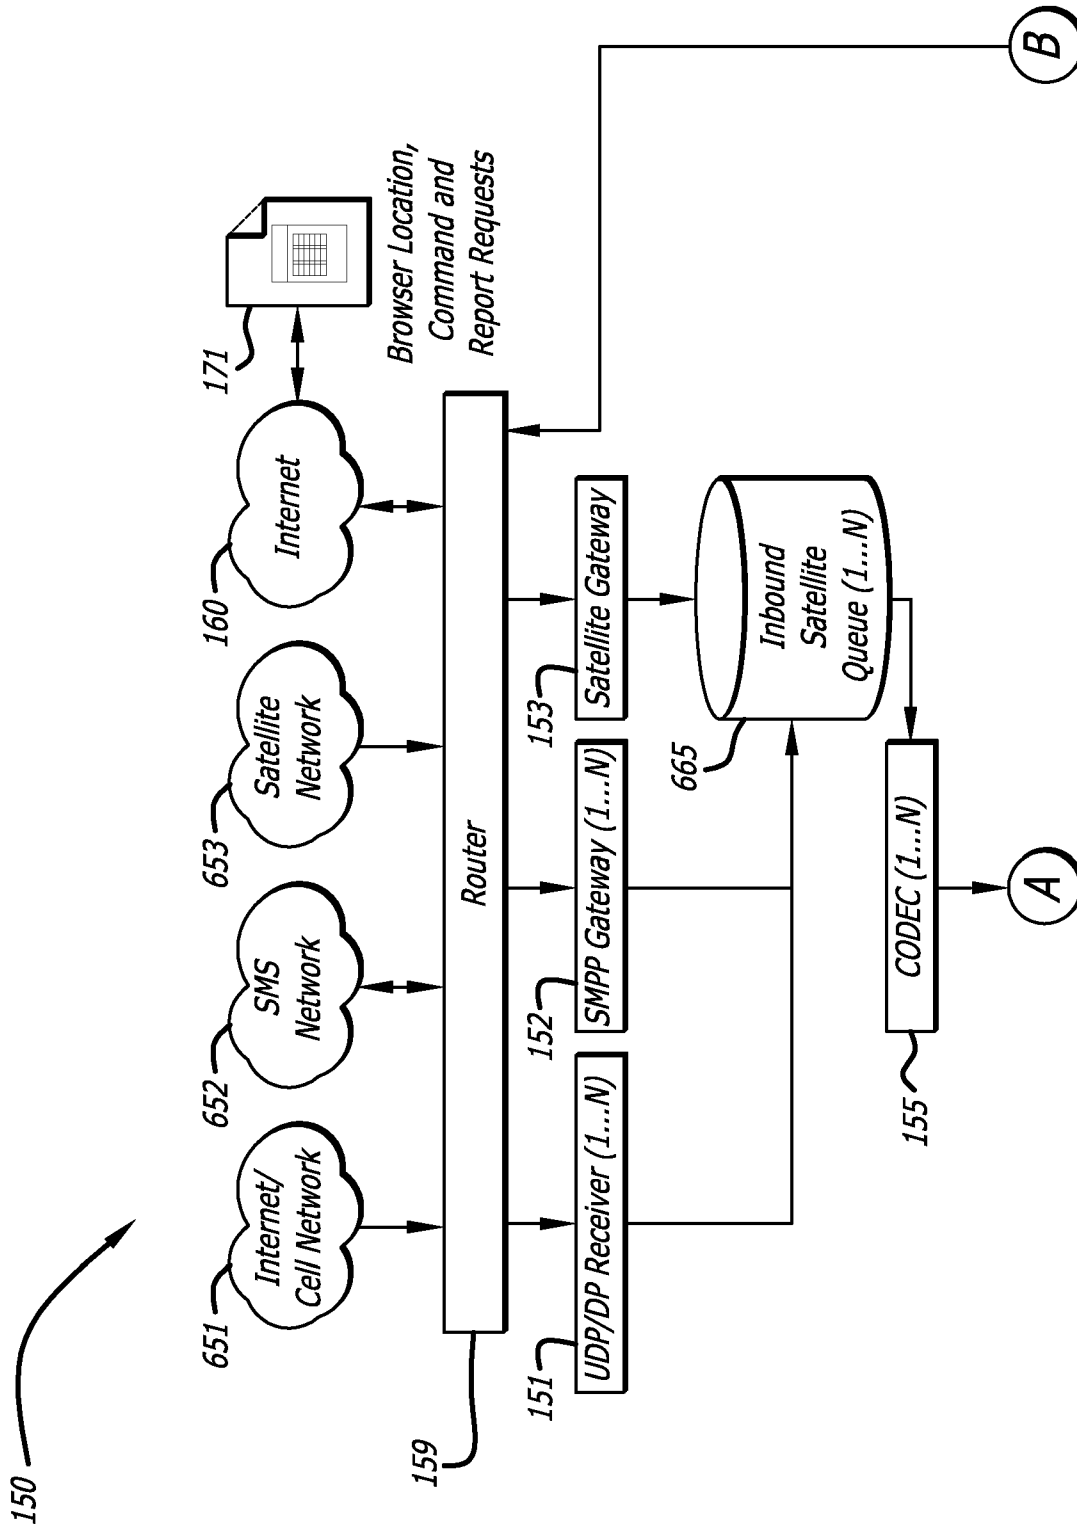 150
651
Internet/
Cell Network
652
SMS
Network
653
Satellite
Network
160
Internet
171
Browser Location,
Command and
Report Requests
159
Router
151
UDP/DP Receiver (1...N)
152
SMPP Gateway (1...N)
153
Satellite Gateway
665
Inbound
Satellite
Queue (1...N)
155
CODEC (1...N)
A
B